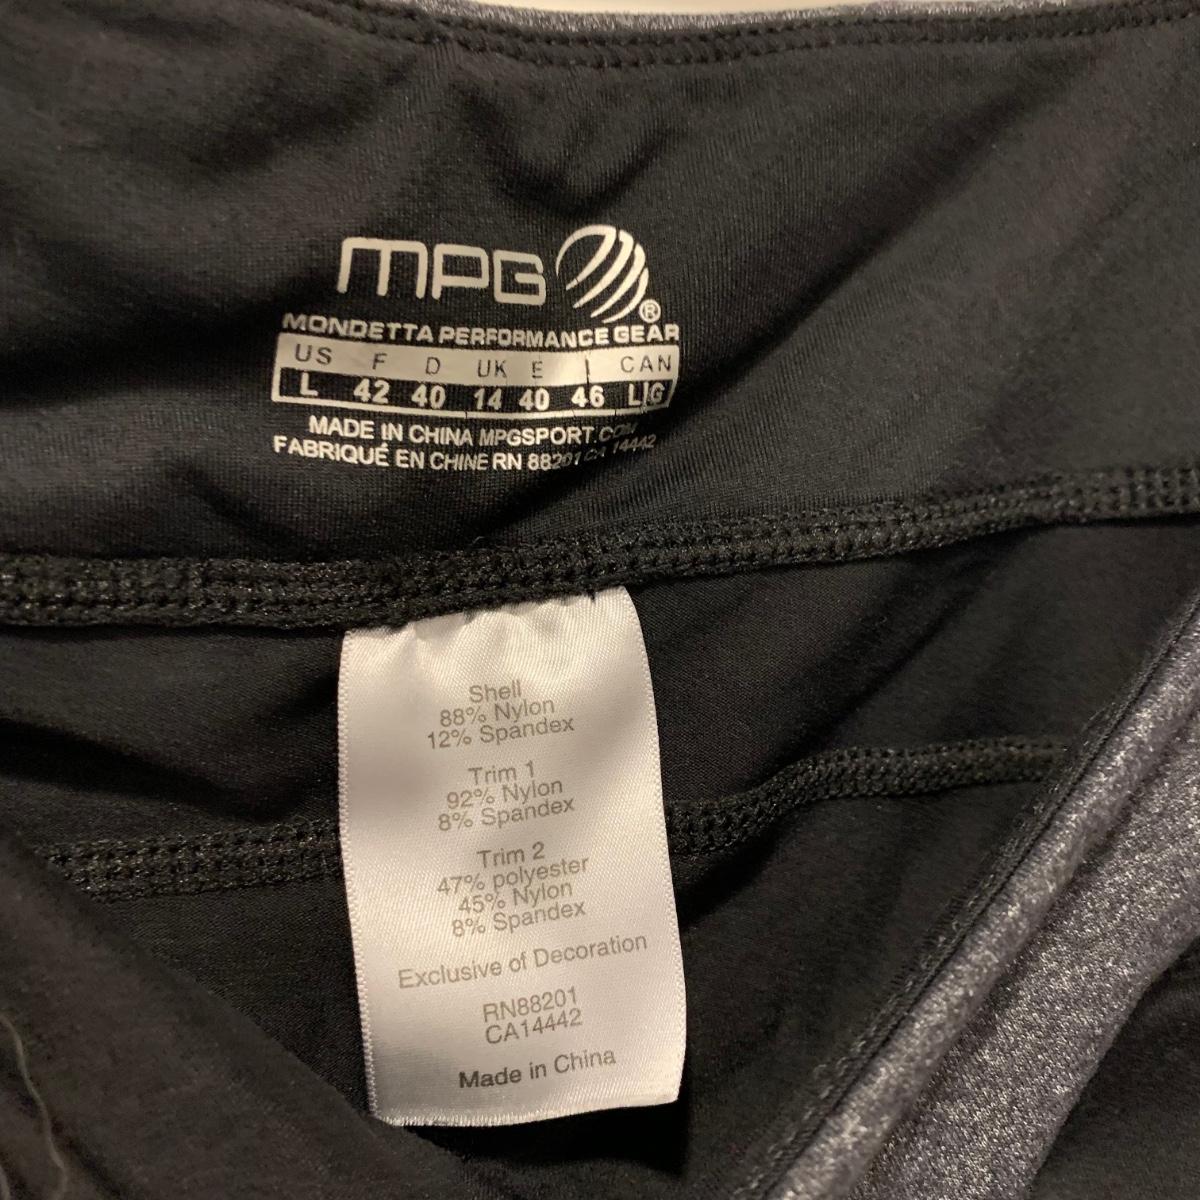 MPG®
MONDETTA PERFORMANCE GEAR
US F D UK E I CAN
L 42 40 14 40 46 L|G
MADE IN CHINA MPGSPORT.COM
FABRIQUÉ EN CHINE RN 88201 CA 14442
Shell
88% Nylon
12% Spandex
Trim 1
92% Nylon
8% Spandex
Trim 2
47% polyester
45% Nylon
8% Spandex
Exclusive of Decoration
RN88201
CA14442
Made in China